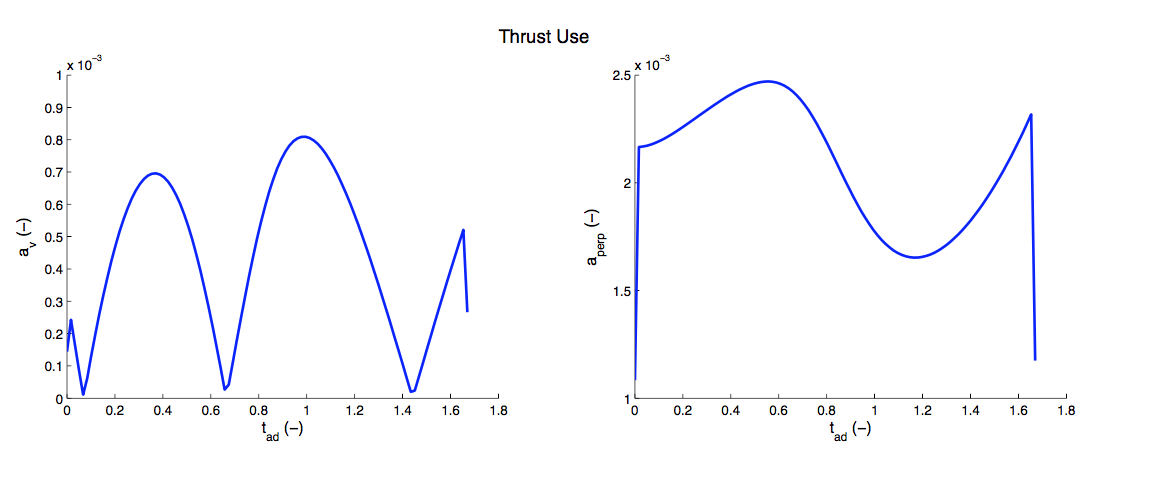 Thrust Use
x 10⁻³
1
0.9
0.8
0.7
0.6
0.5
0.4
0.3
0.2
0.1
0
a_v (–)
0 0.2 0.4 0.6 0.8 1 1.2 1.4 1.6 1.8
t_ad (–)
x 10⁻³
2.5
2
1.5
1
a_perp (–)
0 0.2 0.4 0.6 0.8 1 1.2 1.4 1.6 1.8
t_ad (–)